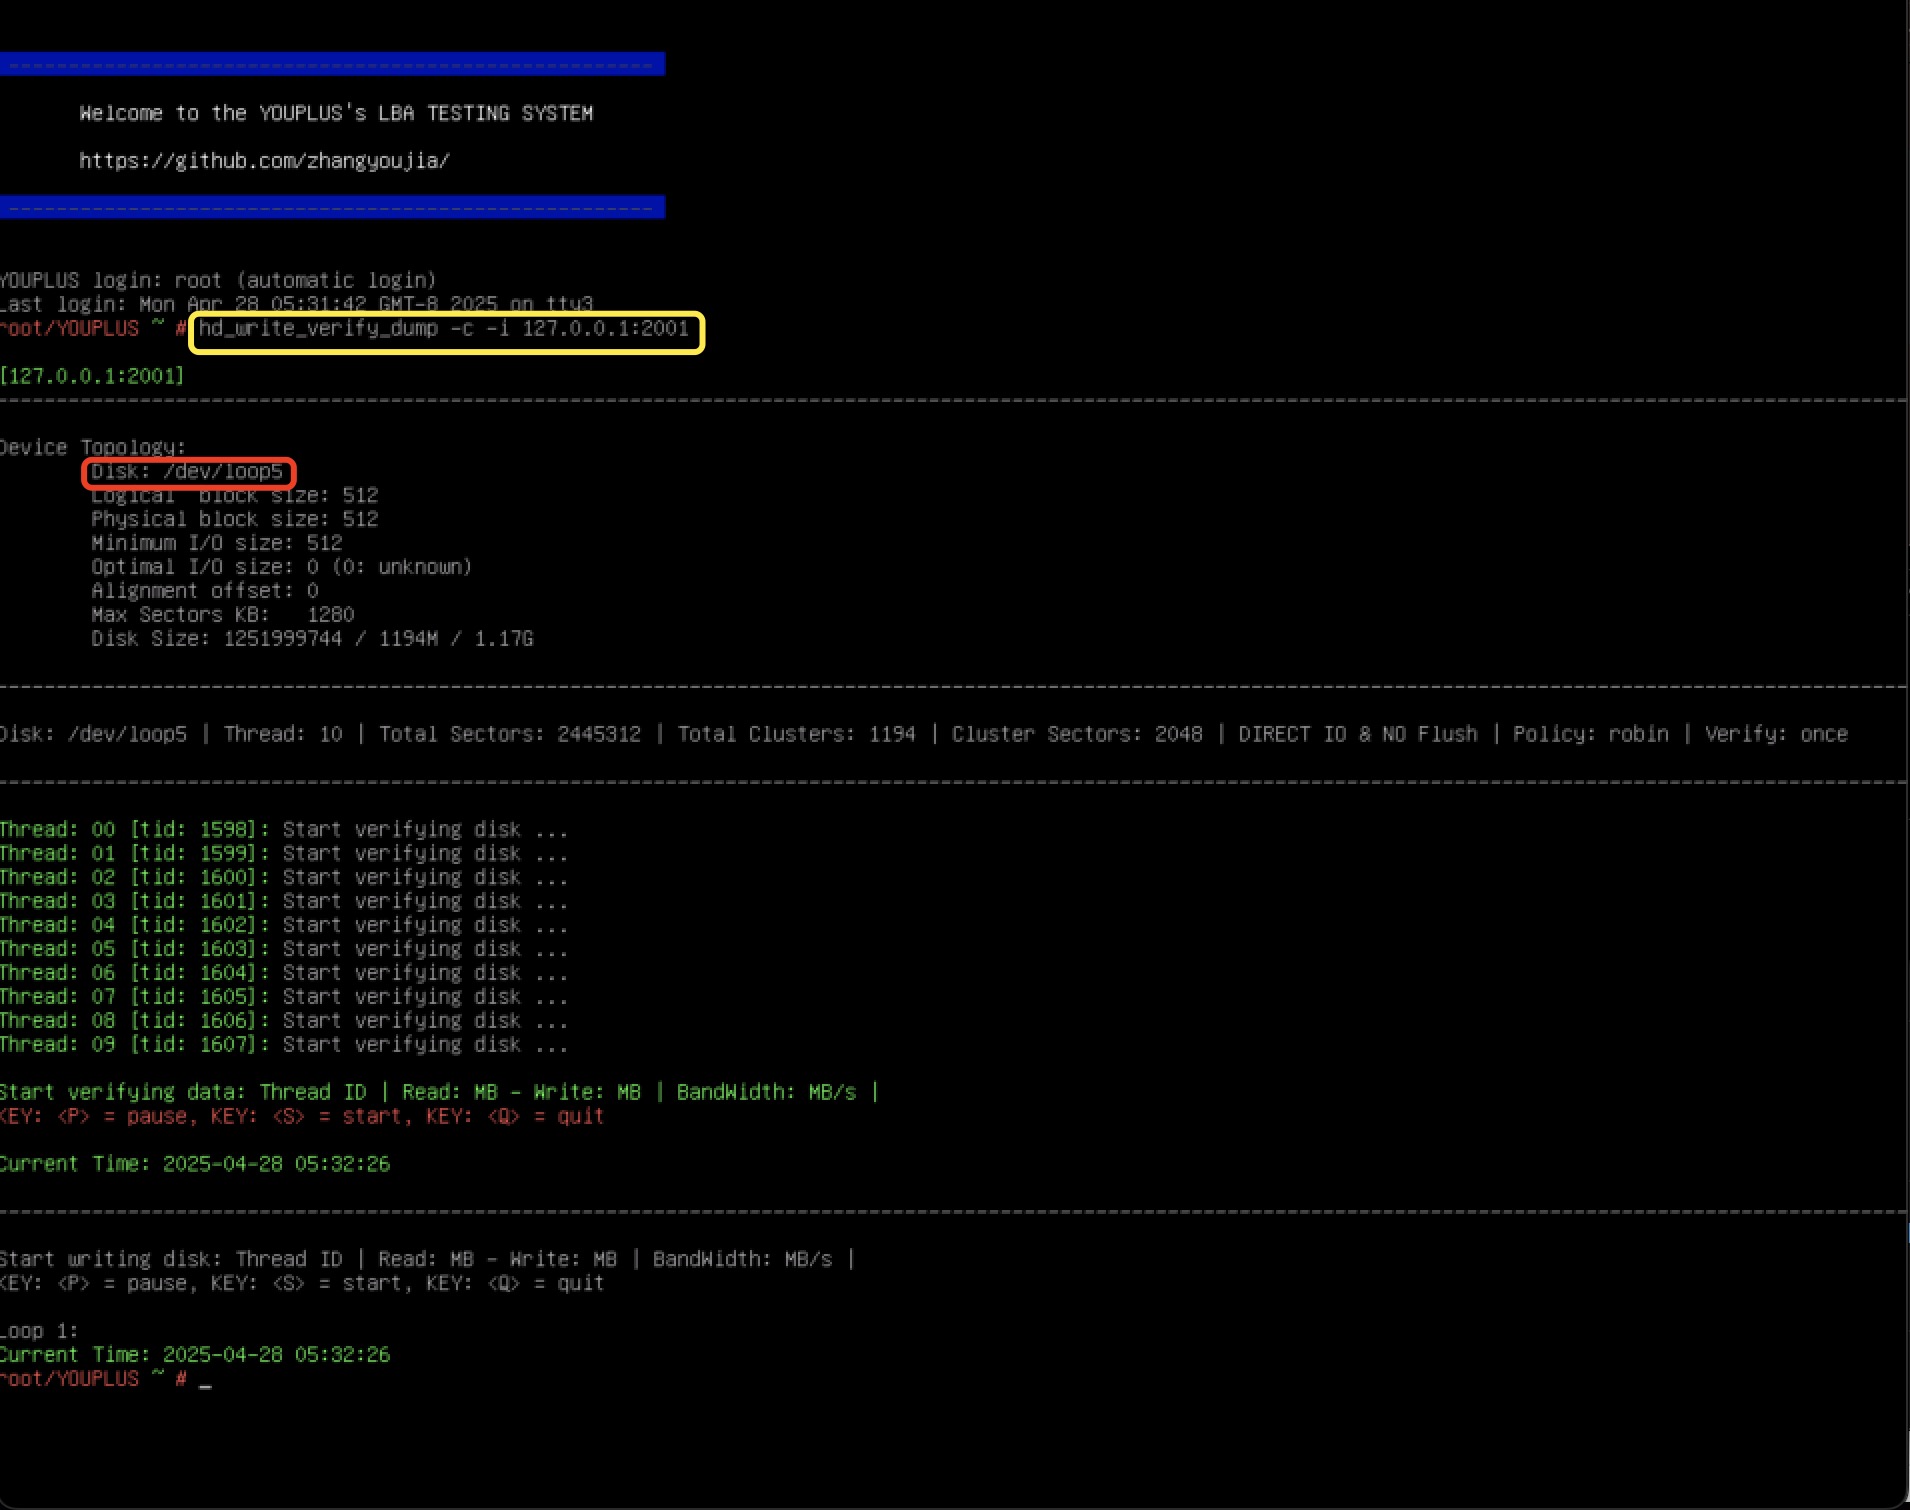 Welcome to the YOUPLUS's LBA TESTING SYSTEM
https://github.com/zhangyoujia/
YOUPLUS login: root (automatic login)
Last login: Mon Apr 28 05:31:42 GMT-8 2025 on tty3
root/YOUPLUS ~ # hd_write_verify_dump -c -i 127.0.0.1:2001
[127.0.0.1:2001]
Device Topology:
Disk: /dev/loop5
Logical  block size: 512
Physical block size: 512
Minimum I/O size: 512
Optimal I/O size: 0 (0: unknown)
Alignment offset: 0
Max Sectors KB:   1280
Disk Size: 1251999744 / 1194M / 1.17G
Disk: /dev/loop5 | Thread: 10 | Total Sectors: 2445312 | Total Clusters: 1194 | Cluster Sectors: 2048 | DIRECT IO & NO Flush | Policy: robin | Verify: once
Thread: 00 [tid: 1598]: Start verifying disk ...
Thread: 01 [tid: 1599]: Start verifying disk ...
Thread: 02 [tid: 1600]: Start verifying disk ...
Thread: 03 [tid: 1601]: Start verifying disk ...
Thread: 04 [tid: 1602]: Start verifying disk ...
Thread: 05 [tid: 1603]: Start verifying disk ...
Thread: 06 [tid: 1604]: Start verifying disk ...
Thread: 07 [tid: 1605]: Start verifying disk ...
Thread: 08 [tid: 1606]: Start verifying disk ...
Thread: 09 [tid: 1607]: Start verifying disk ...
Start verifying data: Thread ID | Read: MB - Write: MB | BandWidth: MB/s |
KEY: <P> = pause, KEY: <S> = start, KEY: <Q> = quit
Current Time: 2025-04-28 05:32:26
Start writing disk: Thread ID | Read: MB - Write: MB | BandWidth: MB/s |
KEY: <P> = pause, KEY: <S> = start, KEY: <Q> = quit
Loop 1:
Current Time: 2025-04-28 05:32:26
root/YOUPLUS ~ # _